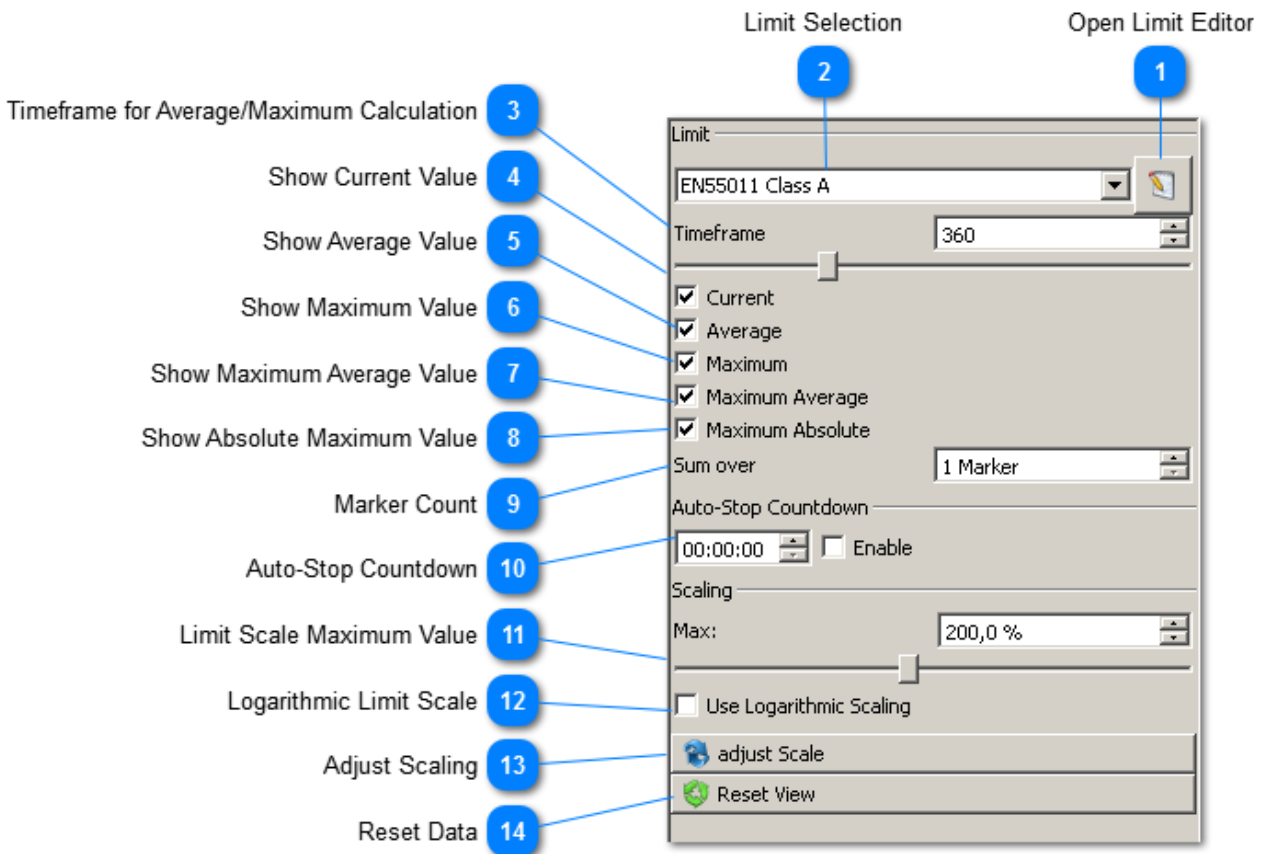 Limit Selection
Open Limit Editor
2
1
Timeframe for Average/Maximum Calculation 3
Show Current Value 4
Show Average Value 5
Show Maximum Value 6
Show Maximum Average Value 7
Show Absolute Maximum Value 8
Marker Count 9
Auto-Stop Countdown 10
Limit Scale Maximum Value 11
Logarithmic Limit Scale 12
Adjust Scaling 13
Reset Data 14
Limit
EN55011 Class A
Timeframe 360
Current
Average
Maximum
Maximum Average
Maximum Absolute
Sum over 1 Marker
Auto-Stop Countdown
00:00:00 Enable
Scaling
Max: 200,0 %
Use Logarithmic Scaling
adjust Scale
Reset View